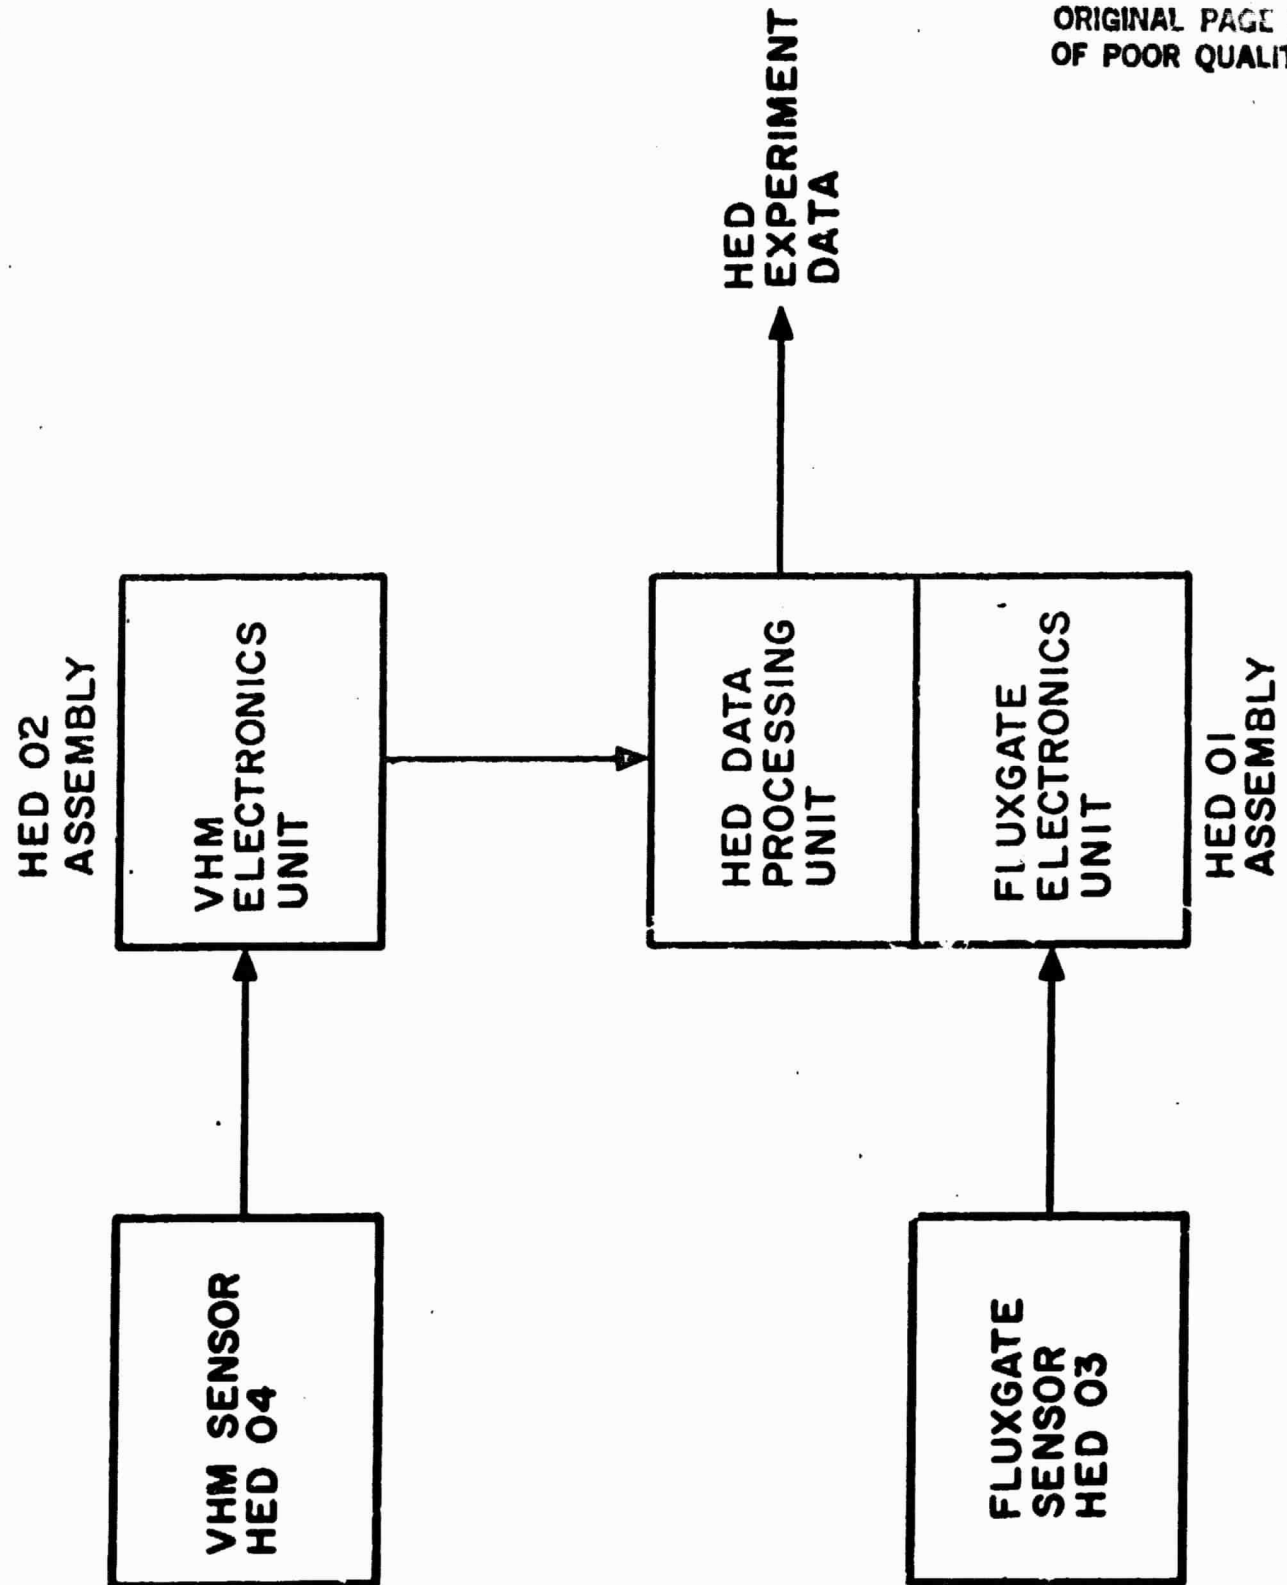 ORIGINAL PAGE
OF POOR QUALIT
HED 02
ASSEMBLY
VHM SENSOR
HED 04
VHM
ELECTRONICS
UNIT
HED DATA
PROCESSING
UNIT
HED
EXPERIMENT
DATA
FLUXGATE
SENSOR
HED 03
FLUXGATE
ELECTRONICS
UNIT
HED 01
ASSEMBLY